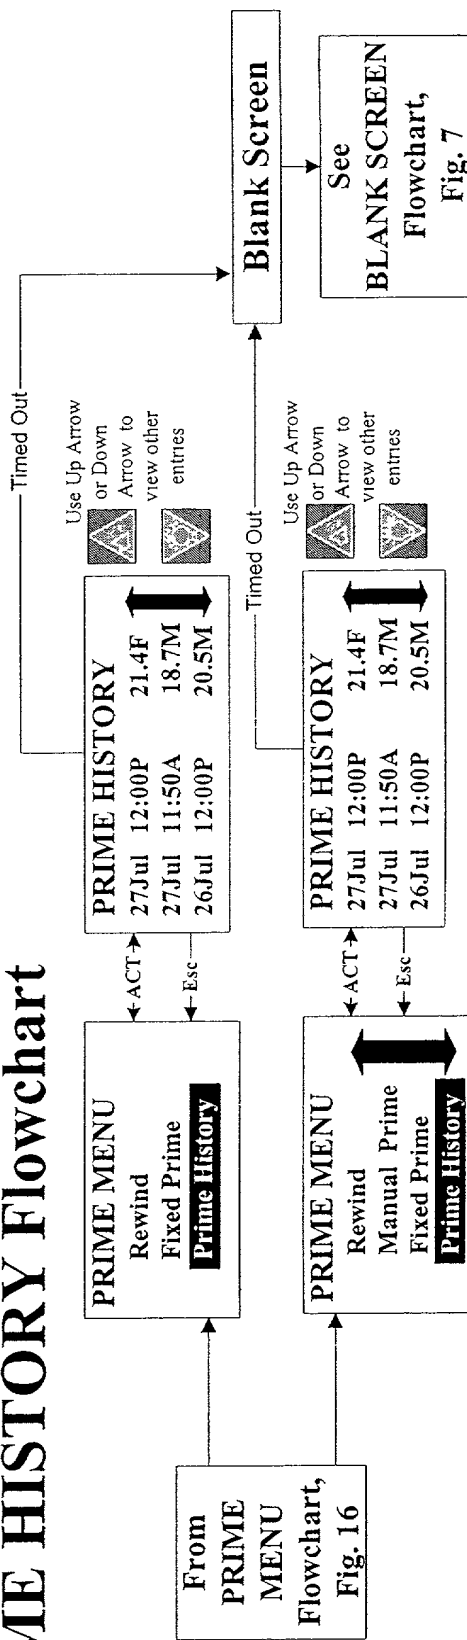 ME HISTORY Flowchart
From
PRIME
MENU
Flowchart,
Fig. 16
PRIME MENU
Rewind
Fixed Prime
Prime History
ACT
Esc
PRIME HISTORY
27Jul 12:00P 21.4F
27Jul 11:50A 18.7M
26Jul 12:00P 20.5M
Use Up Arrow
or Down
Arrow to
view other
entries
Timed Out
PRIME MENU
Rewind
Manual Prime
Fixed Prime
Prime History
ACT
Esc
PRIME HISTORY
27Jul 12:00P 21.4F
27Jul 11:50A 18.7M
26Jul 12:00P 20.5M
Use Up Arrow
or Down
Arrow to
view other
entries
Timed Out
Blank Screen
See
BLANK SCREEN
Flowchart,
Fig. 7